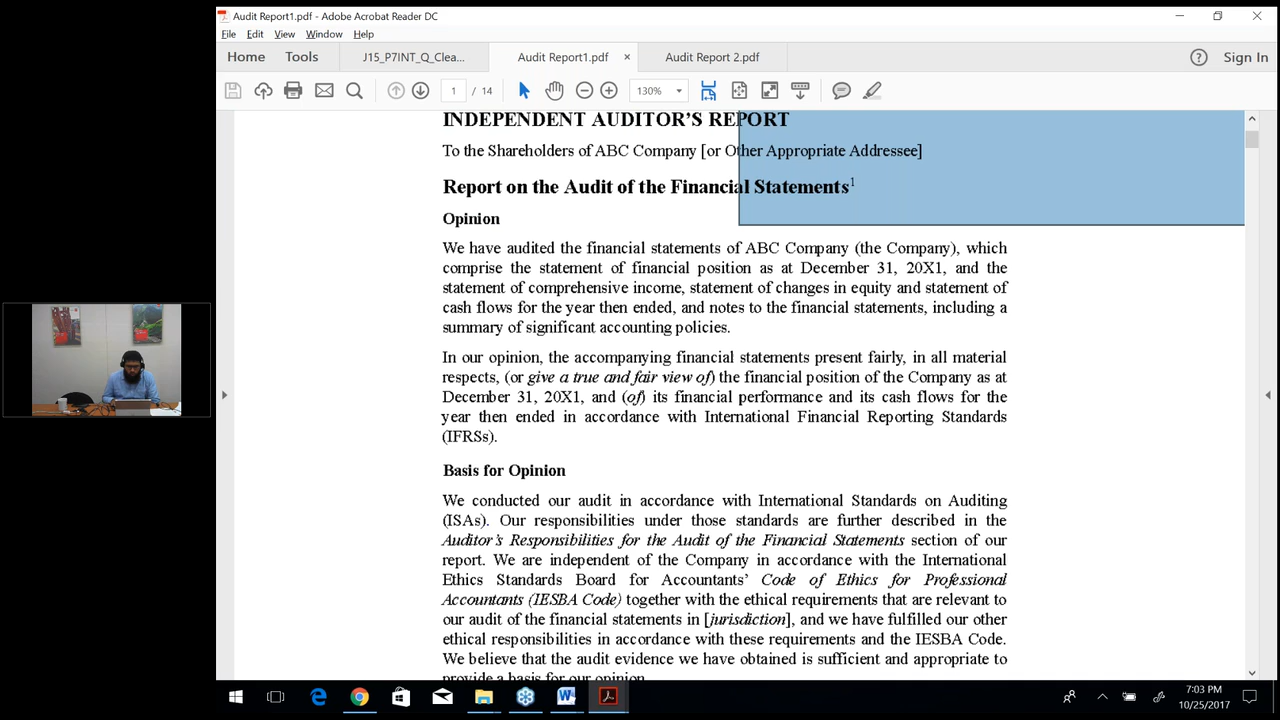 Audit Report1.pdf - Adobe Acrobat Reader DC
File Edit View Window Help
Home Tools J15_P7INT_Q_Clea... Audit Report1.pdf × Audit Report 2.pdf Sign In
1 / 14 130%
INDEPENDENT AUDITOR’S REPORT
To the Shareholders of ABC Company [or Other Appropriate Addressee]
Report on the Audit of the Financial Statements1
Opinion
We have audited the financial statements of ABC Company (the Company), which
comprise the statement of financial position as at December 31, 20X1, and the
statement of comprehensive income, statement of changes in equity and statement of
cash flows for the year then ended, and notes to the financial statements, including a
summary of significant accounting policies.
In our opinion, the accompanying financial statements present fairly, in all material
respects, (or give a true and fair view of) the financial position of the Company as at
December 31, 20X1, and (of) its financial performance and its cash flows for the
year then ended in accordance with International Financial Reporting Standards
(IFRSs).
Basis for Opinion
We conducted our audit in accordance with International Standards on Auditing
(ISAs). Our responsibilities under those standards are further described in the
Auditor’s Responsibilities for the Audit of the Financial Statements section of our
report. We are independent of the Company in accordance with the International
Ethics Standards Board for Accountants’ Code of Ethics for Professional
Accountants (IESBA Code) together with the ethical requirements that are relevant to
our audit of the financial statements in [jurisdiction], and we have fulfilled our other
ethical responsibilities in accordance with these requirements and the IESBA Code.
We believe that the audit evidence we have obtained is sufficient and appropriate to
provide a basis for our opinion.
7:03 PM
10/25/2017